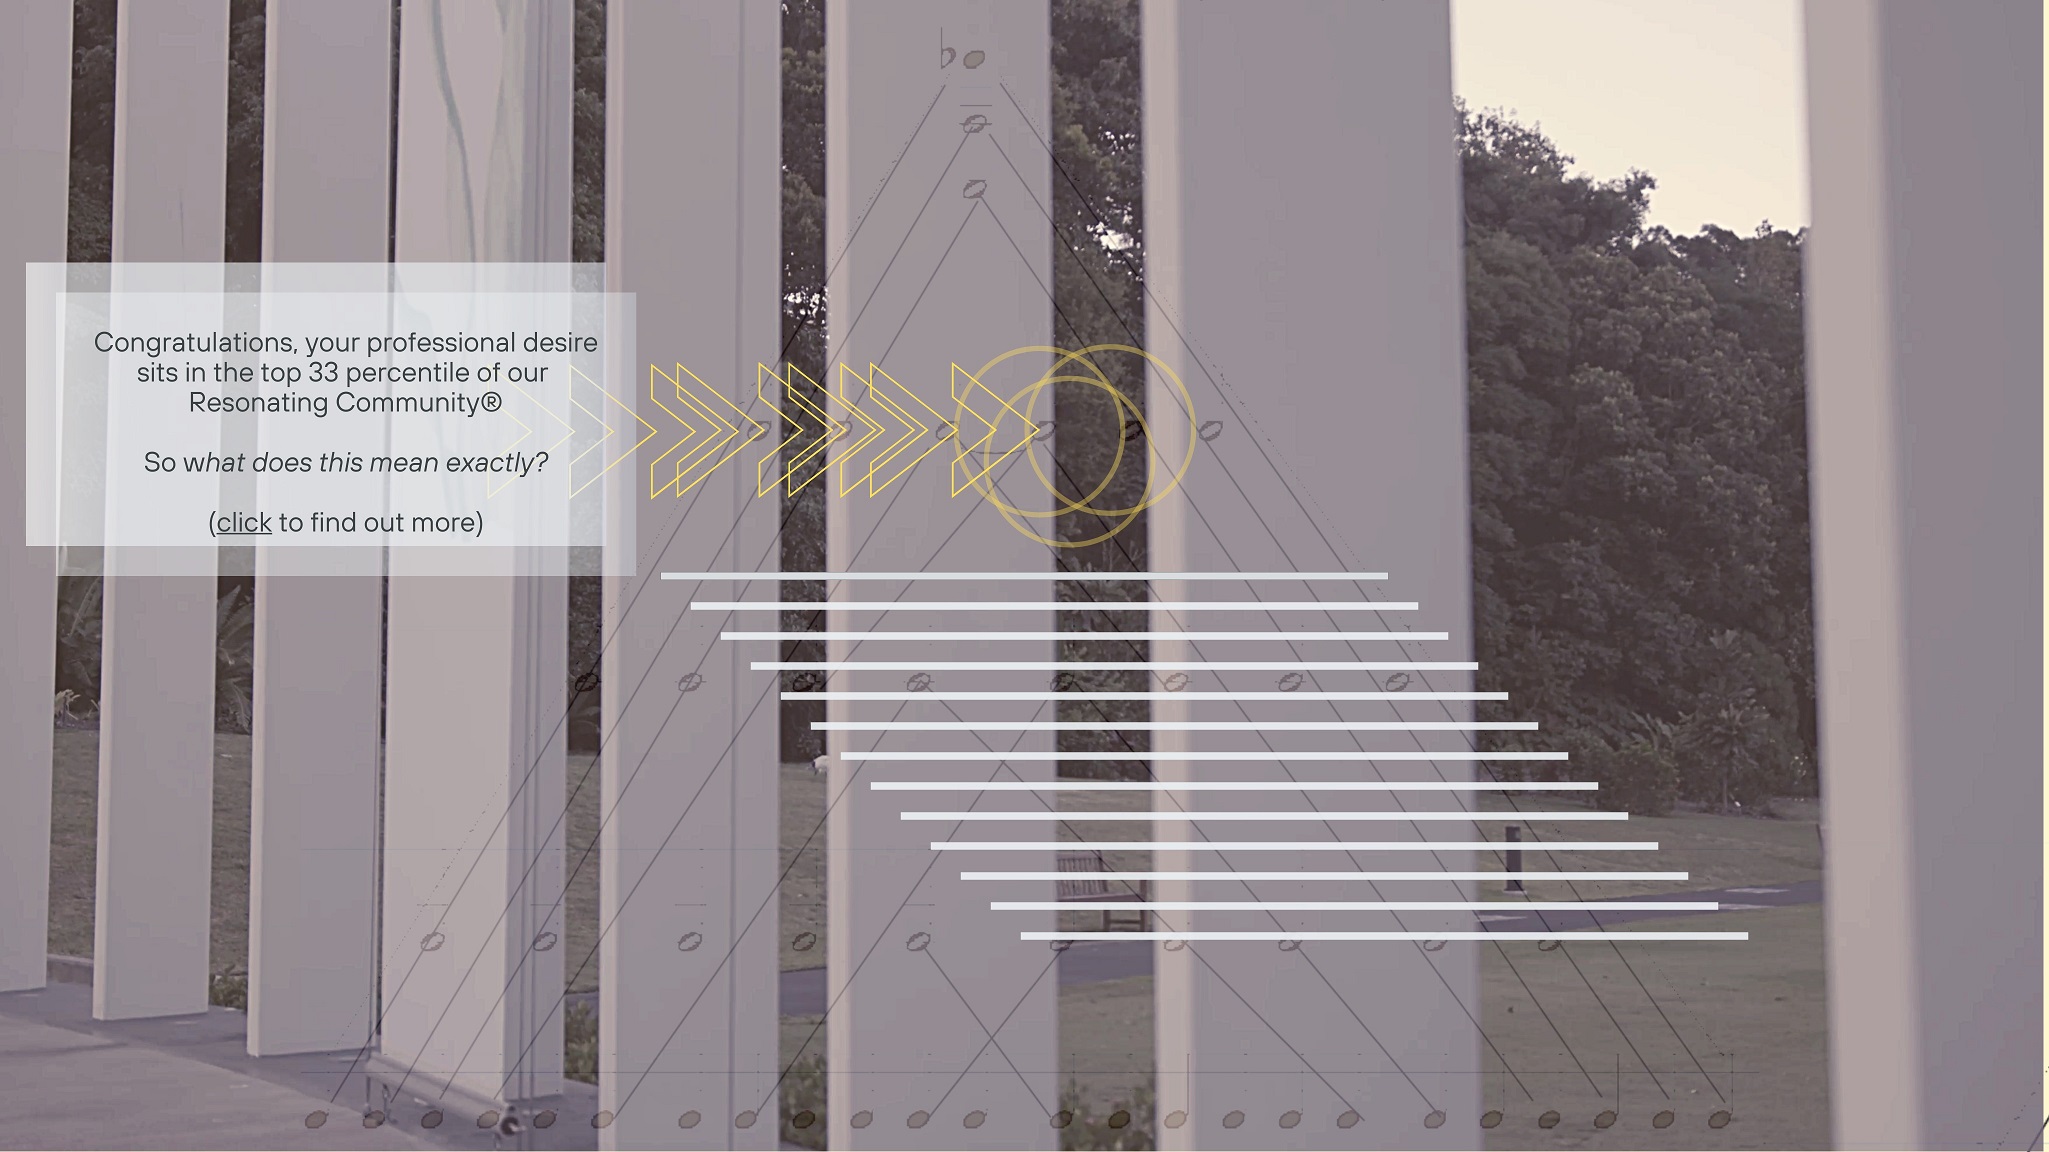 Congratulations, your professional desire
sits in the top 33 percentile of our
Resonating Community®
So what does this mean exactly?
(click to find out more)